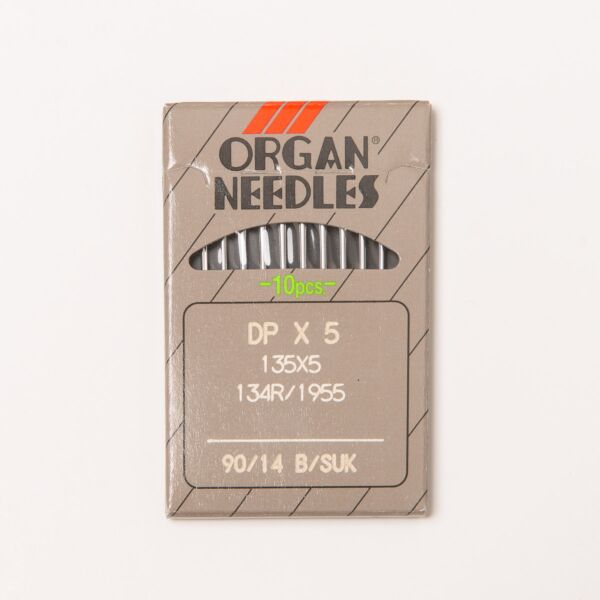 ORGAN®
NEEDLES
-10pcs.-
DP X 5
135X5
134R/1955
90/14 B/SUK